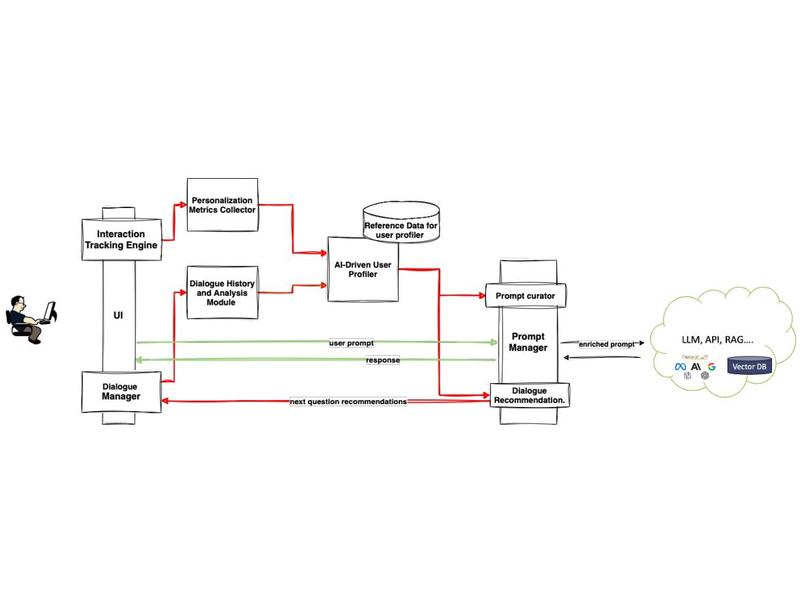 Personalization
Metrics Collector
Reference Data for
user profiler
Interaction
Tracking Engine
AI-Driven User
Profiler
Dialogue History
and Analysis
Module
Prompt curator
UI
user prompt
Prompt
Manager
enriched prompt
LLM, API, RAG....
response
AI
G
Vector DB
Dialogue
Manager
Dialogue
Recommendation.
next question recommendations